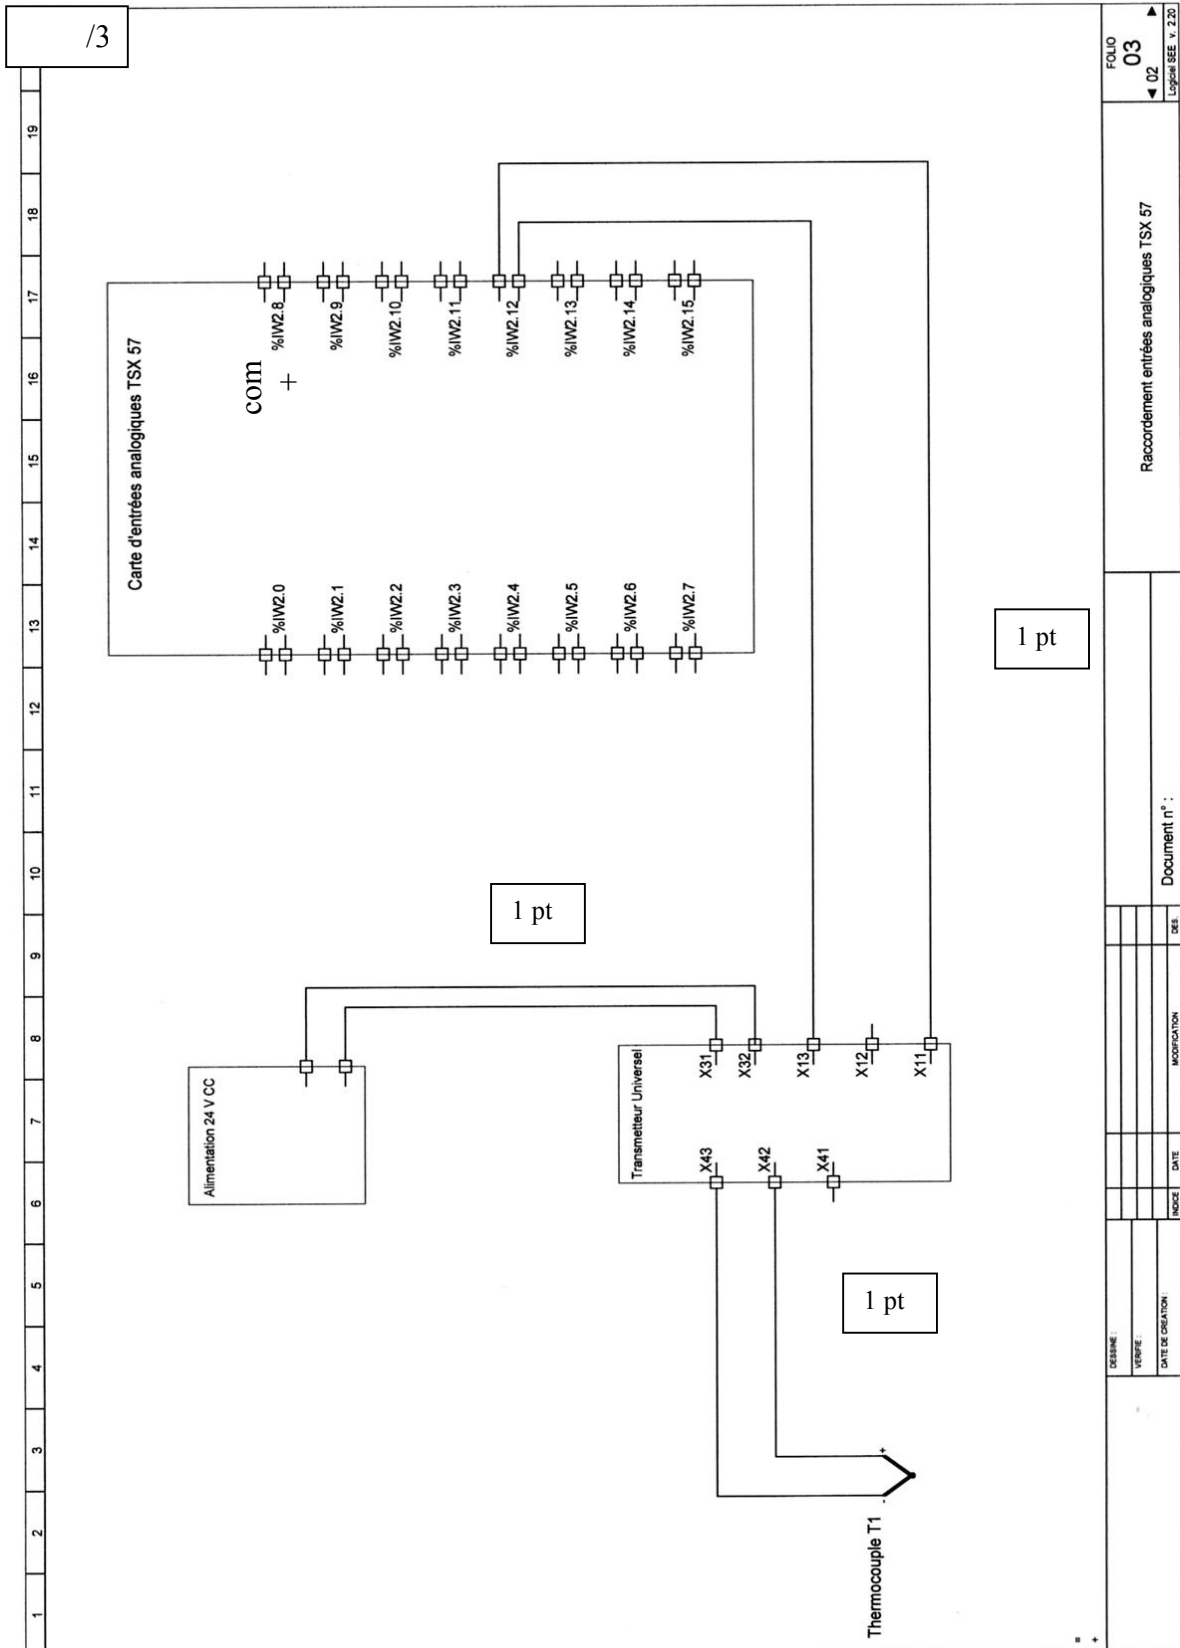 /3
1
2
3
4
5
6
7
8
9
10
11
12
13
14
15
16
17
18
19
Carte d'entrées analogiques TSX 57
com
+
%IW2.0
%IW2.1
%IW2.2
%IW2.3
%IW2.4
%IW2.5
%IW2.6
%IW2.7
%IW2.8
%IW2.9
%IW2.10
%IW2.11
%IW2.12
%IW2.13
%IW2.14
%IW2.15
1 pt
1 pt
Alimentation 24 V CC
Transmetteur Universel
X43
X42
X41
X31
X32
X13
X12
X11
1 pt
Thermocouple T1
-
+
=
+
DESSINE :
VERIFIE :
DATE DE CREATION :
INDICE
DATE
MODIFICATION
DES.
Document n° :
Raccordement entrées analogiques TSX 57
FOLIO
03
◄ 02 ►
Logiciel SEE v. 2.20